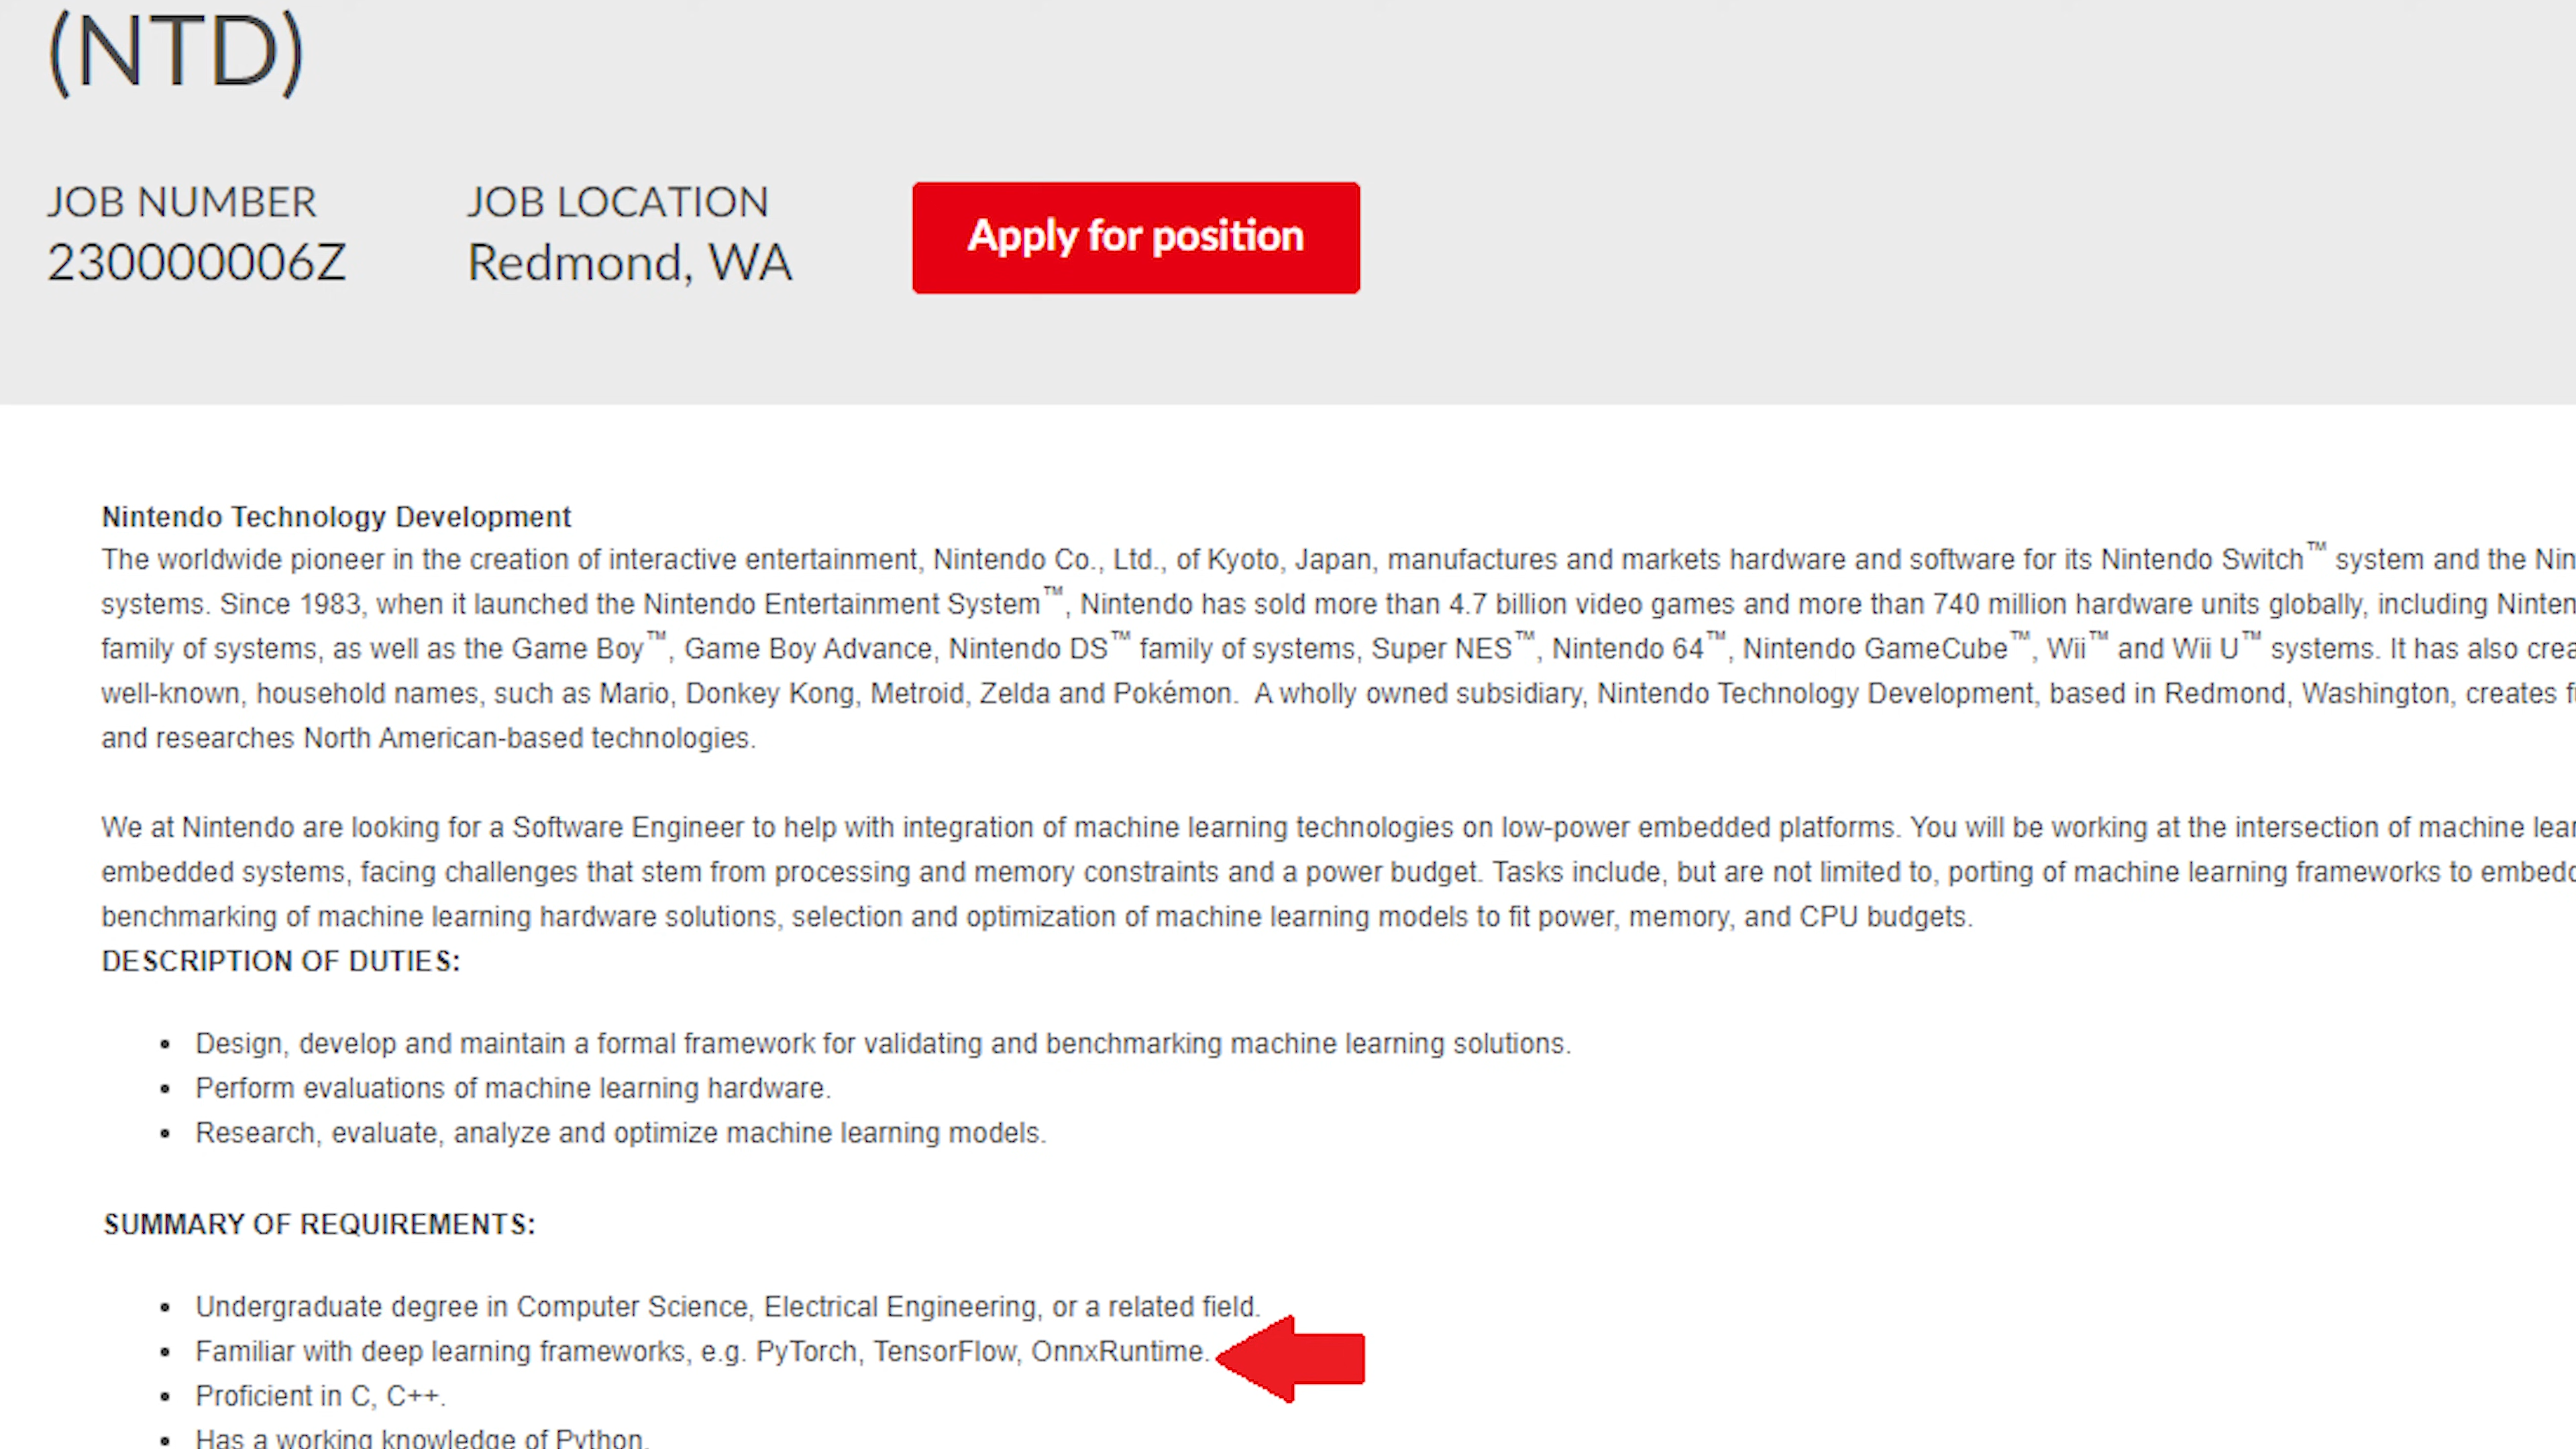 (NTD)
JOB NUMBER
230000006Z
JOB LOCATION
Redmond, WA
Apply for position
Nintendo Technology Development
The worldwide pioneer in the creation of interactive entertainment, Nintendo Co., Ltd., of Kyoto, Japan, manufactures and markets hardware and software for its Nintendo Switch™ system and the
systems. Since 1983, when it launched the Nintendo Entertainment System™, Nintendo has sold more than 4.7 billion video games and more than 740 million hardware units globally, including
family of systems, as well as the Game Boy™, Game Boy Advance, Nintendo DS™ family of systems, Super NES™, Nintendo 64™, Nintendo GameCube™, Wii™ and Wii U™ systems. It has also
well-known, household names, such as Mario, Donkey Kong, Metroid, Zelda and Pokémon. A wholly owned subsidiary, Nintendo Technology Development, based in Redmond, Washington, creates
and researches North American-based technologies.
We at Nintendo are looking for a Software Engineer to help with integration of machine learning technologies on low-power embedded platforms. You will be working at the intersection of machine
embedded systems, facing challenges that stem from processing and memory constraints and a power budget. Tasks include, but are not limited to, porting of machine learning frameworks to
benchmarking of machine learning hardware solutions, selection and optimization of machine learning models to fit power, memory, and CPU budgets.
DESCRIPTION OF DUTIES:
• Design, develop and maintain a formal framework for validating and benchmarking machine learning solutions.
• Perform evaluations of machine learning hardware.
• Research, evaluate, analyze and optimize machine learning models.
SUMMARY OF REQUIREMENTS:
• Undergraduate degree in Computer Science, Electrical Engineering, or a related field.
• Familiar with deep learning frameworks, e.g. PyTorch, TensorFlow, OnnxRuntime.
• Proficient in C, C++.
• Has a working knowledge of Python.